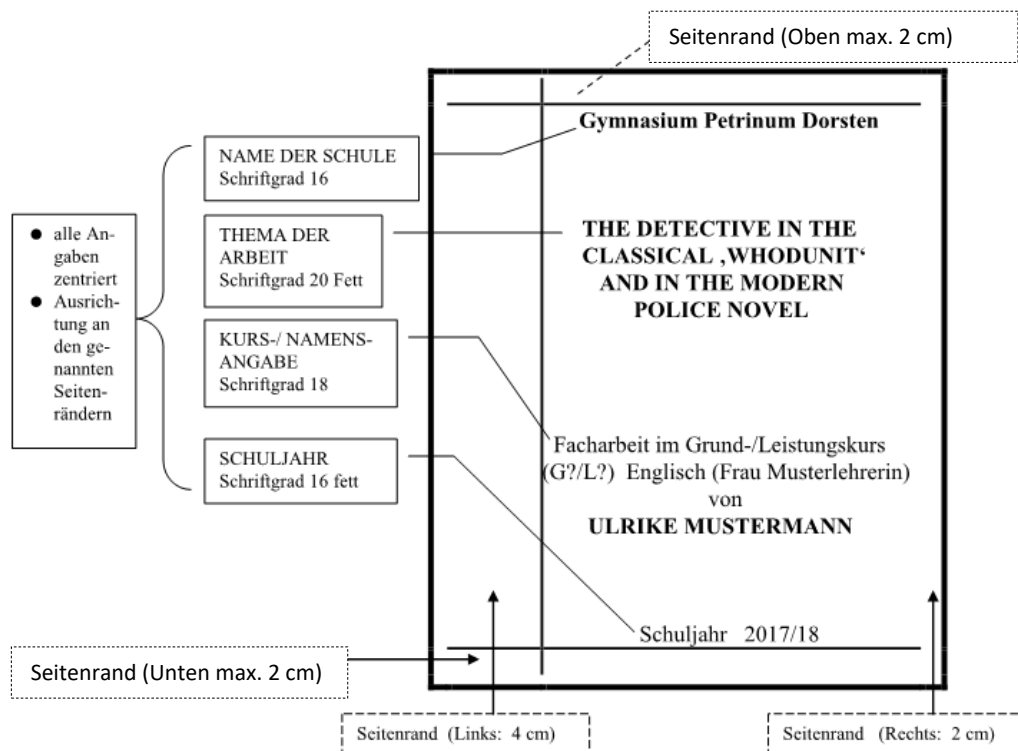 Seitenrand (Oben max. 2 cm)
Gymnasium Petrinum Dorsten
NAME DER SCHULE
Schriftgrad 16
● alle An-
gaben
zentriert
● Ausrich-
tung an
den ge-
nannten
Seiten-
rändern
THEMA DER
ARBEIT
Schriftgrad 20 Fett
THE DETECTIVE IN THE
CLASSICAL ‚WHODUNIT‘
AND IN THE MODERN
POLICE NOVEL
KURS-/ NAMENS-
ANGABE
Schriftgrad 18
Facharbeit im Grund-/Leistungskurs
(G?/L?) Englisch (Frau Musterlehrerin)
von
ULRIKE MUSTERMANN
SCHULJAHR
Schriftgrad 16 fett
Schuljahr 2017/18
Seitenrand (Unten max. 2 cm)
Seitenrand (Links: 4 cm)
Seitenrand (Rechts: 2 cm)